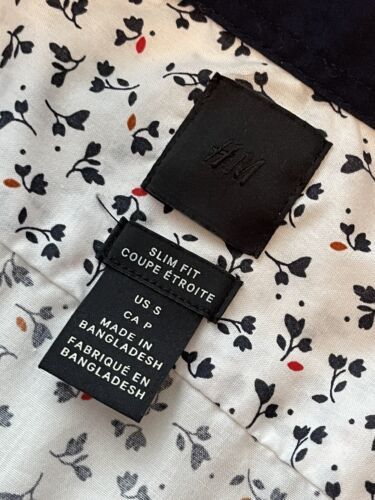 H&M
SLIM FIT
COUPE ÉTROITE
US S
CA P
MADE IN
BANGLADESH
FABRIQUÉ EN
BANGLADESH